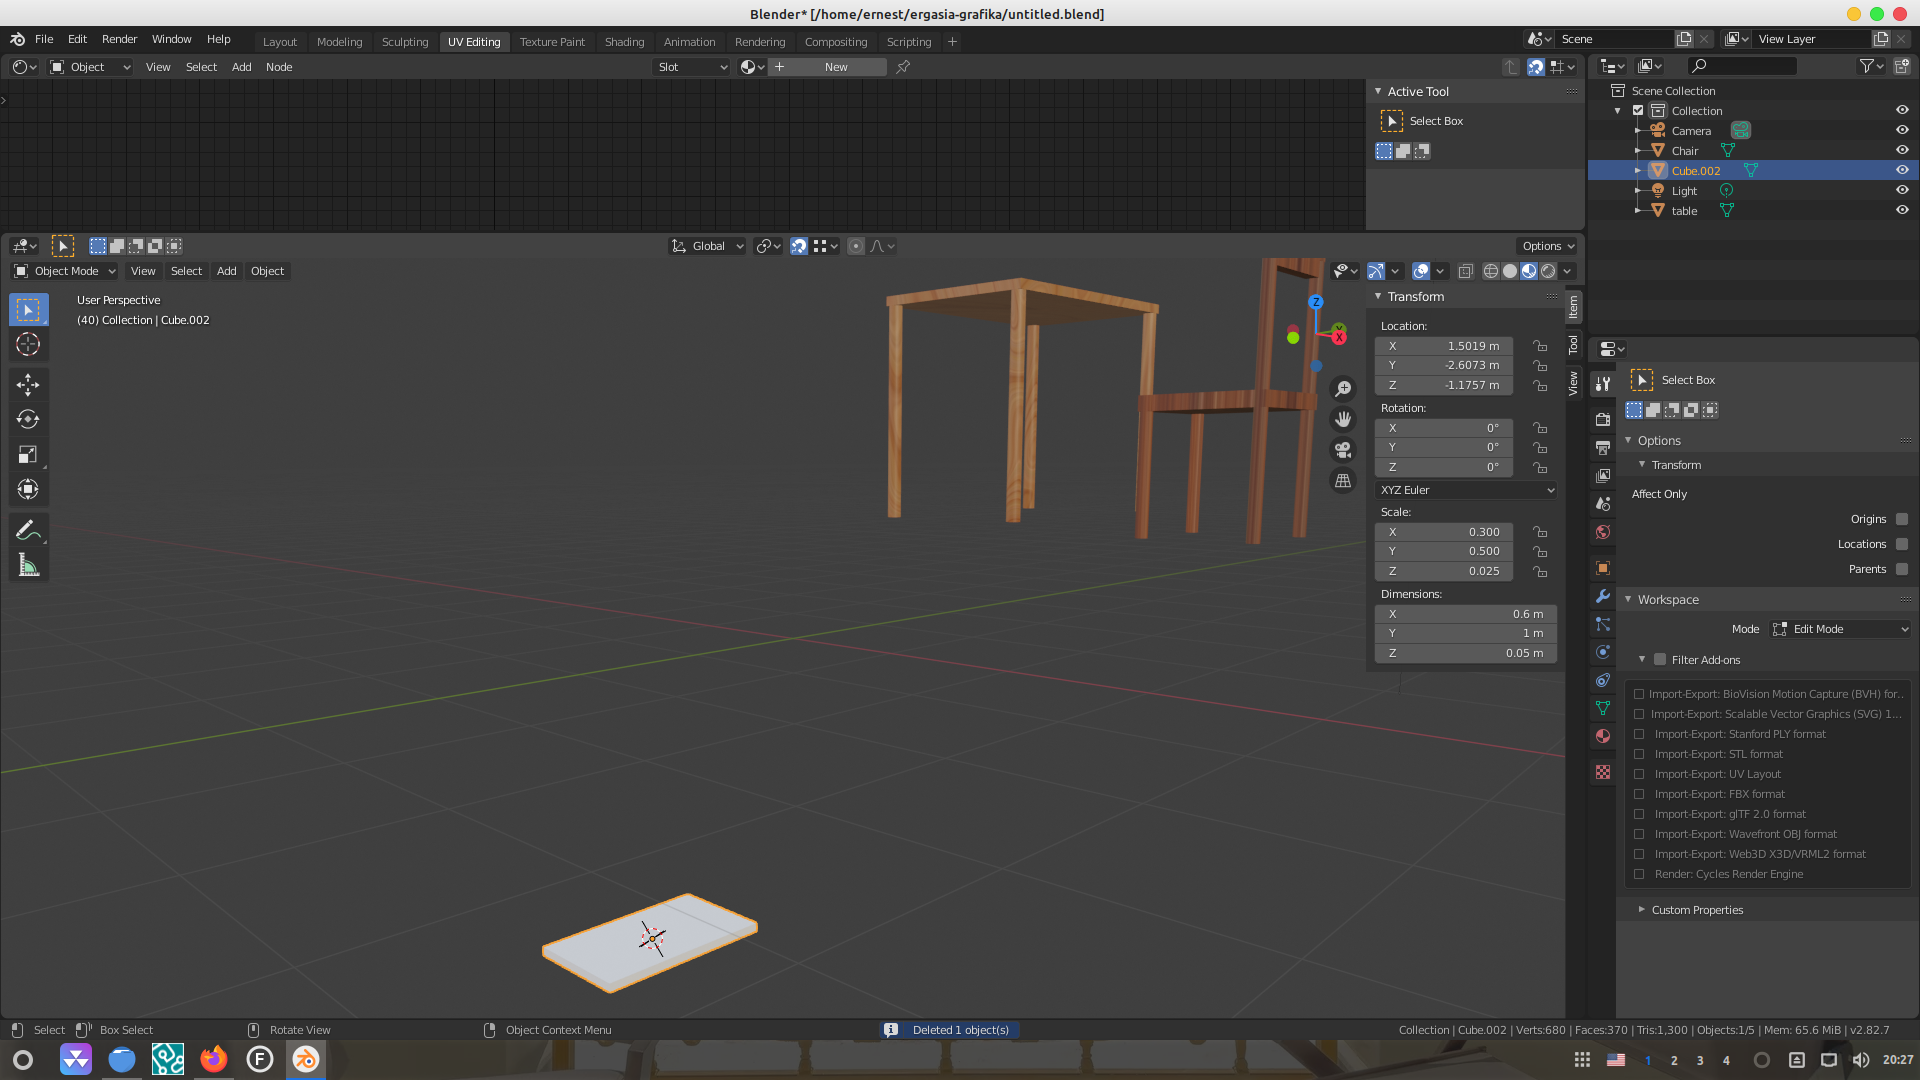 Blender* [/home/ernest/ergasia-grafika/untitled.blend]
File Edit Render Window Help
Layout Modeling Sculpting UV Editing Texture Paint Shading Animation Rendering Compositing Scripting +
Scene
View Layer
Object View Select Add Node
Slot
New
Active Tool
Select Box
Scene Collection
Collection
Camera
Chair
Cube.002
Light
table
Global
Options
Object Mode View Select Add Object
User Perspective
(40) Collection | Cube.002
Z
Y
X
Transform
Location:
X 1.5019 m
Y -2.6073 m
Z -1.1757 m
Rotation:
X 0°
Y 0°
Z 0°
XYZ Euler
Scale:
X 0.300
Y 0.500
Z 0.025
Dimensions:
X 0.6 m
Y 1 m
Z 0.05 m
Item
Tool
View
Select Box
Options
Transform
Affect Only
Origins
Locations
Parents
Workspace
Mode Edit Mode
Filter Add-ons
Import-Export: BioVision Motion Capture (BVH) for...
Import-Export: Scalable Vector Graphics (SVG) 1...
Import-Export: Stanford PLY format
Import-Export: STL format
Import-Export: UV Layout
Import-Export: FBX format
Import-Export: glTF 2.0 format
Import-Export: Wavefront OBJ format
Import-Export: Web3D X3D/VRML2 format
Render: Cycles Render Engine
Custom Properties
Select Box Select Rotate View Object Context Menu
Deleted 1 object(s)
Collection | Cube.002 | Verts:680 | Faces:370 | Tris:1,300 | Objects:1/5 | Mem: 65.6 MiB | v2.82.7
F
1 2 3 4
20:27